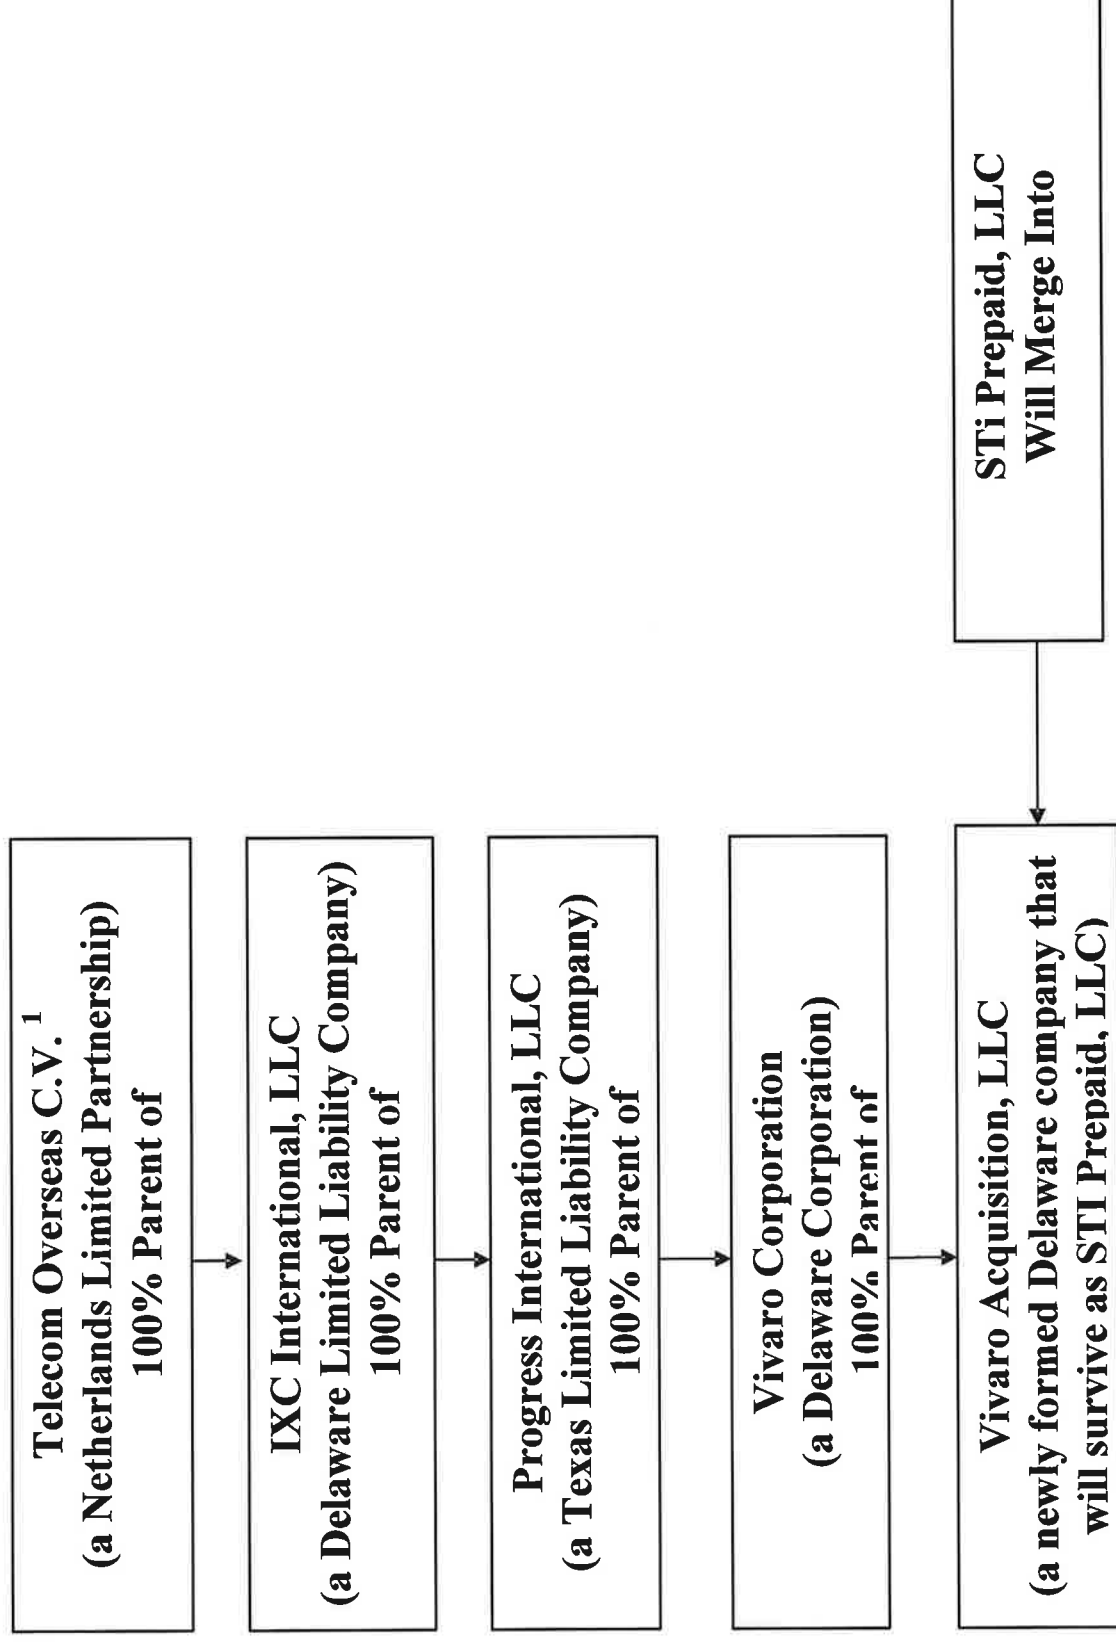 Telecom Overseas C.V. 1
(a Netherlands Limited Partnership)
100% Parent of
IXC International, LLC
(a Delaware Limited Liability Company)
100% Parent of
Progress International, LLC
(a Texas Limited Liability Company)
100% Parent of
Vivaro Corporation
(a Delaware Corporation)
100% Parent of
Vivaro Acquisition, LLC
(a newly formed Delaware company that
will survive as STI Prepaid, LLC)
STi Prepaid, LLC
Will Merge Into